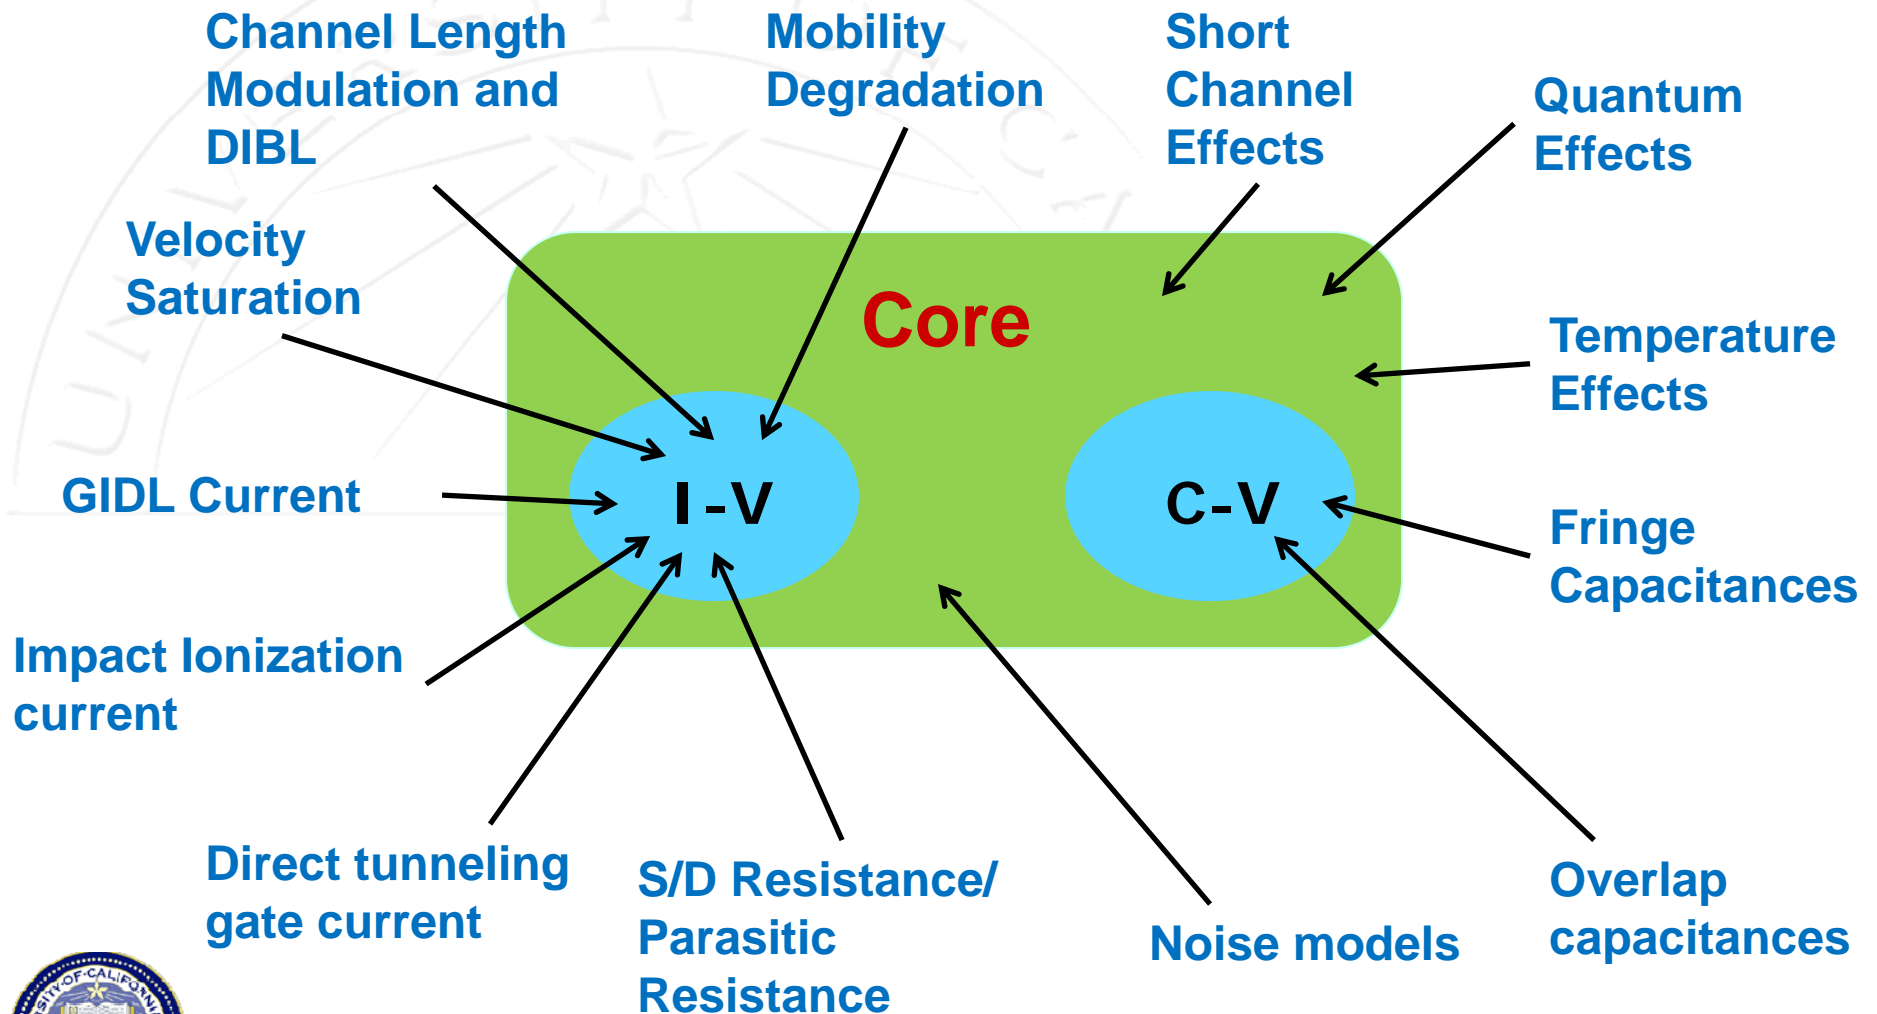 Channel Length
Modulation and
DIBL
Mobility
Degradation
Short
Channel
Effects
Quantum
Effects
Velocity
Saturation
Core
Temperature
Effects
GIDL Current
I-V
C-V
Fringe
Capacitances
Impact Ionization
current
Direct tunneling
gate current
S/D Resistance/
Parasitic
Resistance
Noise models
Overlap
capacitances